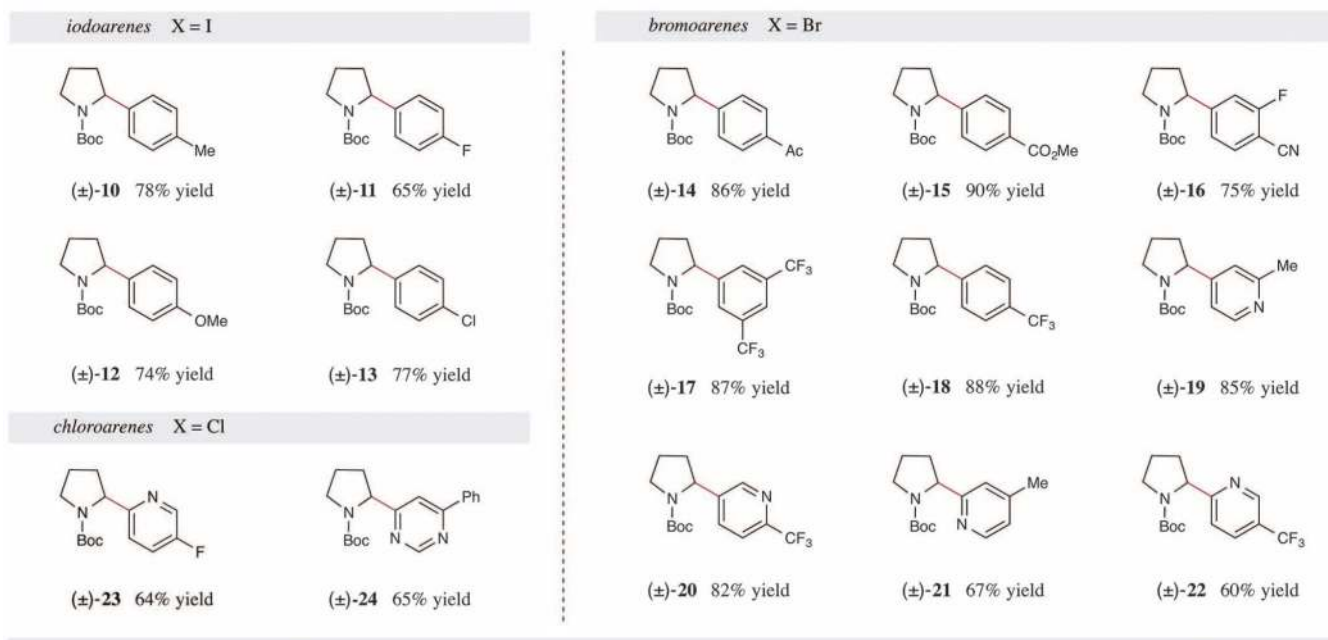 iodoarenes X = I
N
Boc
Me
(±)-10 78% yield
N
Boc
F
(±)-11 65% yield
N
Boc
OMe
(±)-12 74% yield
N
Boc
Cl
(±)-13 77% yield
chloroarenes X = Cl
N
Boc
N
F
(±)-23 64% yield
N
Boc
Ph
N
N
(±)-24 65% yield
bromoarenes X = Br
N
Boc
Ac
(±)-14 86% yield
N
Boc
CO₂Me
(±)-15 90% yield
N
Boc
F
CN
(±)-16 75% yield
N
Boc
CF₃
CF₃
(±)-17 87% yield
N
Boc
CF₃
(±)-18 88% yield
N
Boc
Me
N
(±)-19 85% yield
N
Boc
N
CF₃
(±)-20 82% yield
N
Boc
Me
N
(±)-21 67% yield
N
Boc
N
CF₃
(±)-22 60% yield